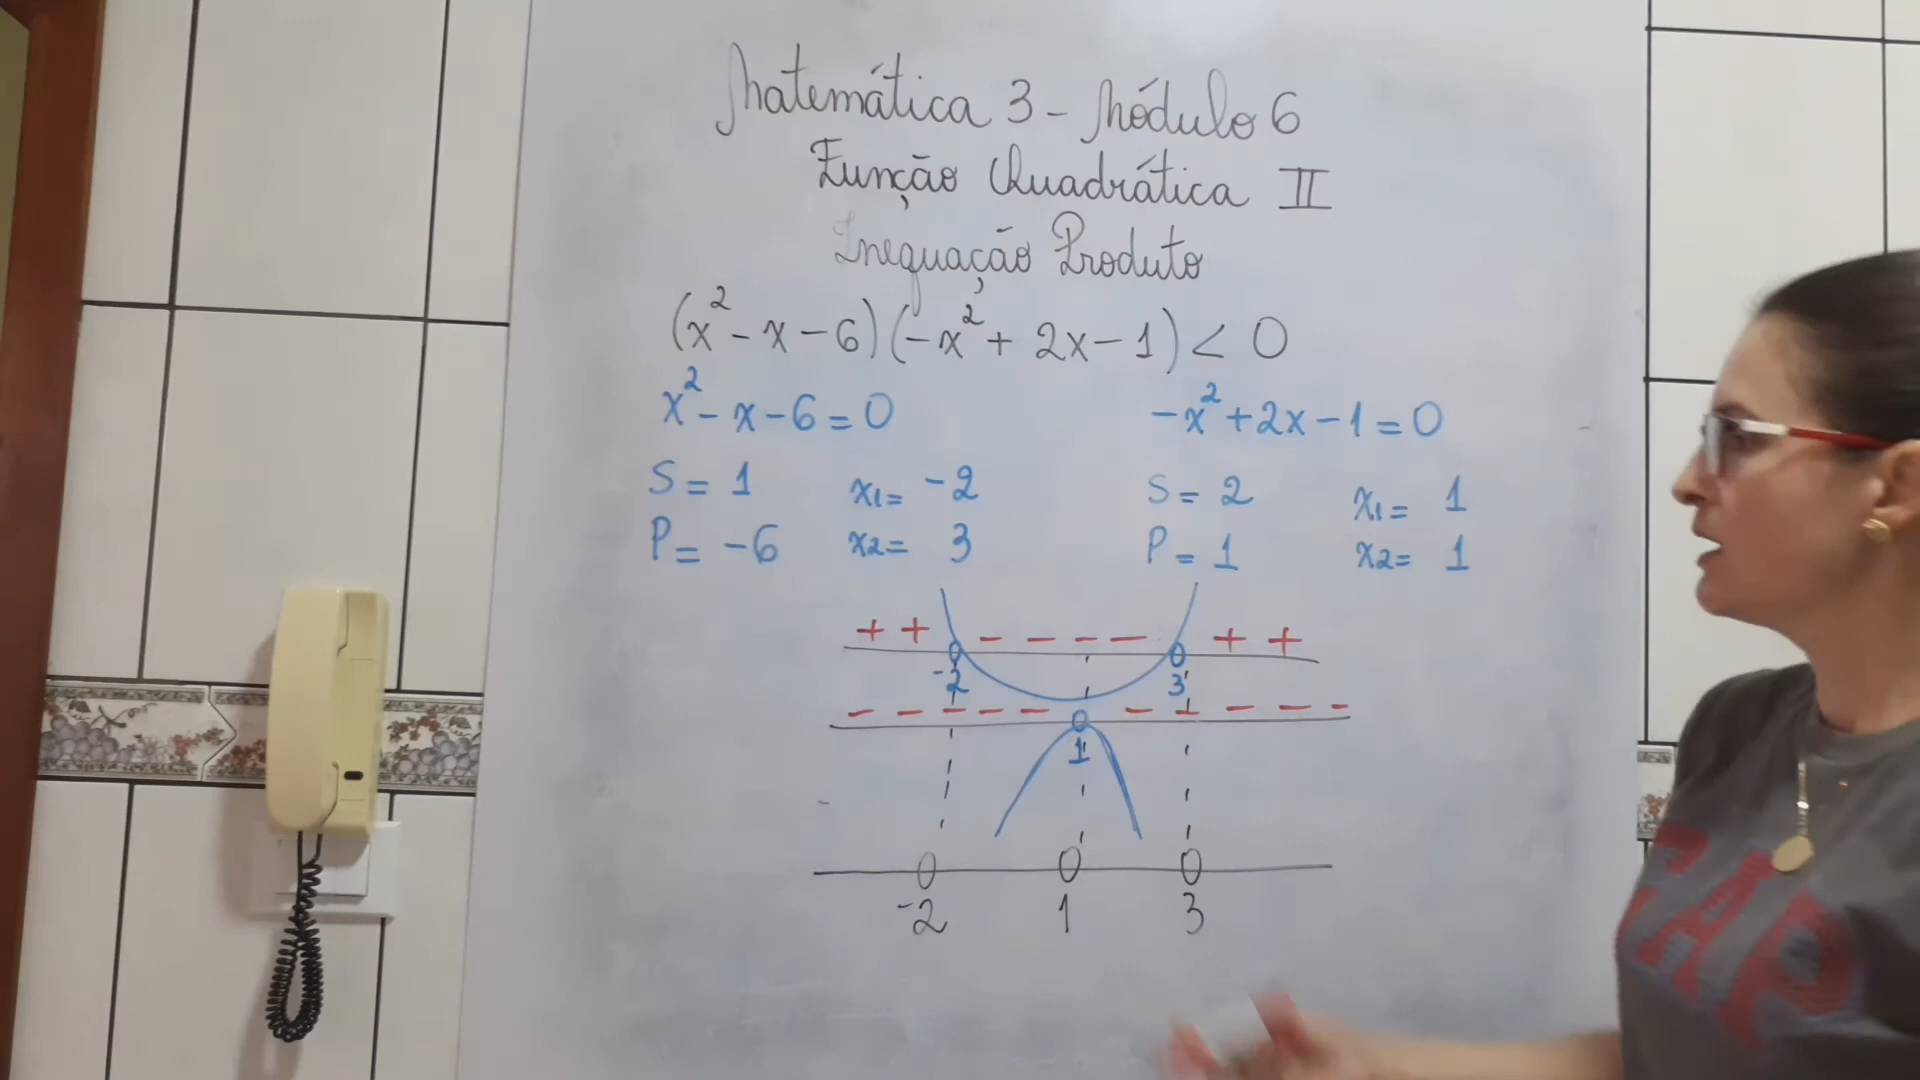 Matemática 3 - Módulo 6
Função Quadrática II
Inequação Produto
(x² - x - 6)(-x² + 2x - 1) < 0
x² - x - 6 = 0
-x² + 2x - 1 = 0
S = 1 x1 = -2
P = -6 x2 = 3
S = 2 x1 = 1
P = 1 x2 = 1
+ + - - - - + +
-2 3
- - - - - - - - - -
1
-2 1 3
GAP